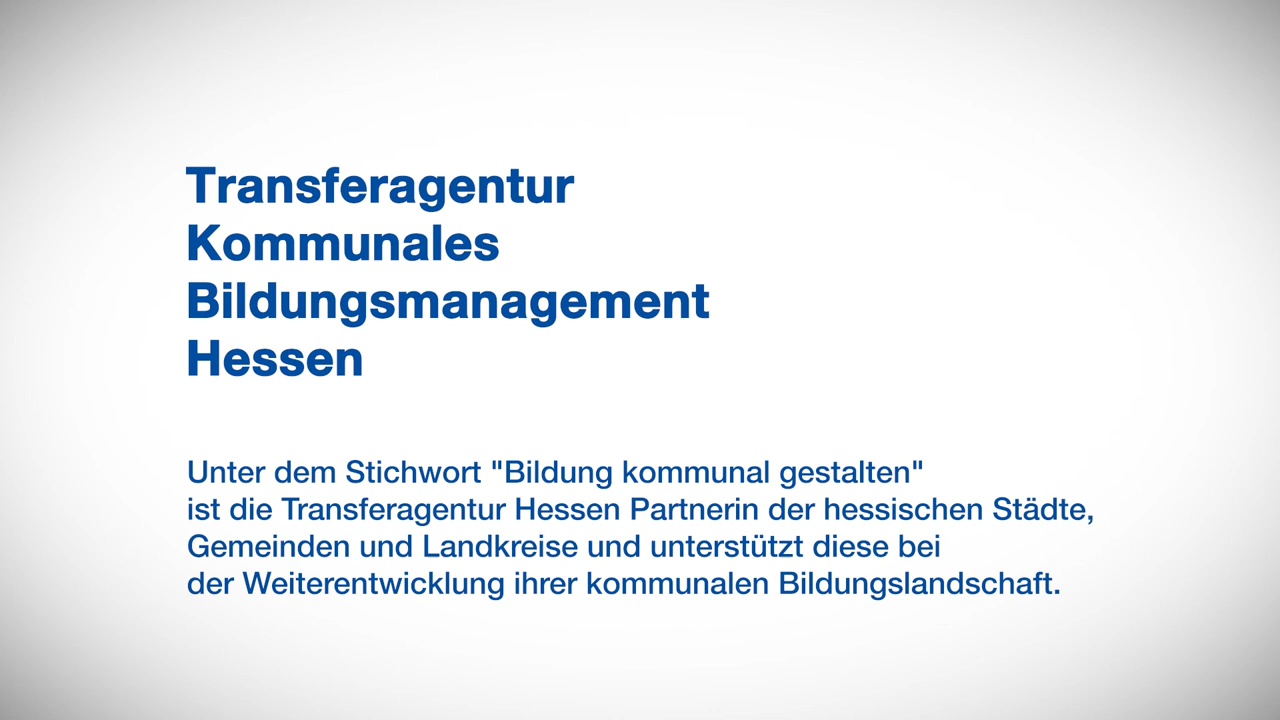 Transferagentur
Kommunales
Bildungsmanagement
Hessen
Unter dem Stichwort "Bildung kommunal gestalten"
ist die Transferagentur Hessen Partnerin der hessischen Städte,
Gemeinden und Landkreise und unterstützt diese bei
der Weiterentwicklung ihrer kommunalen Bildungslandschaft.